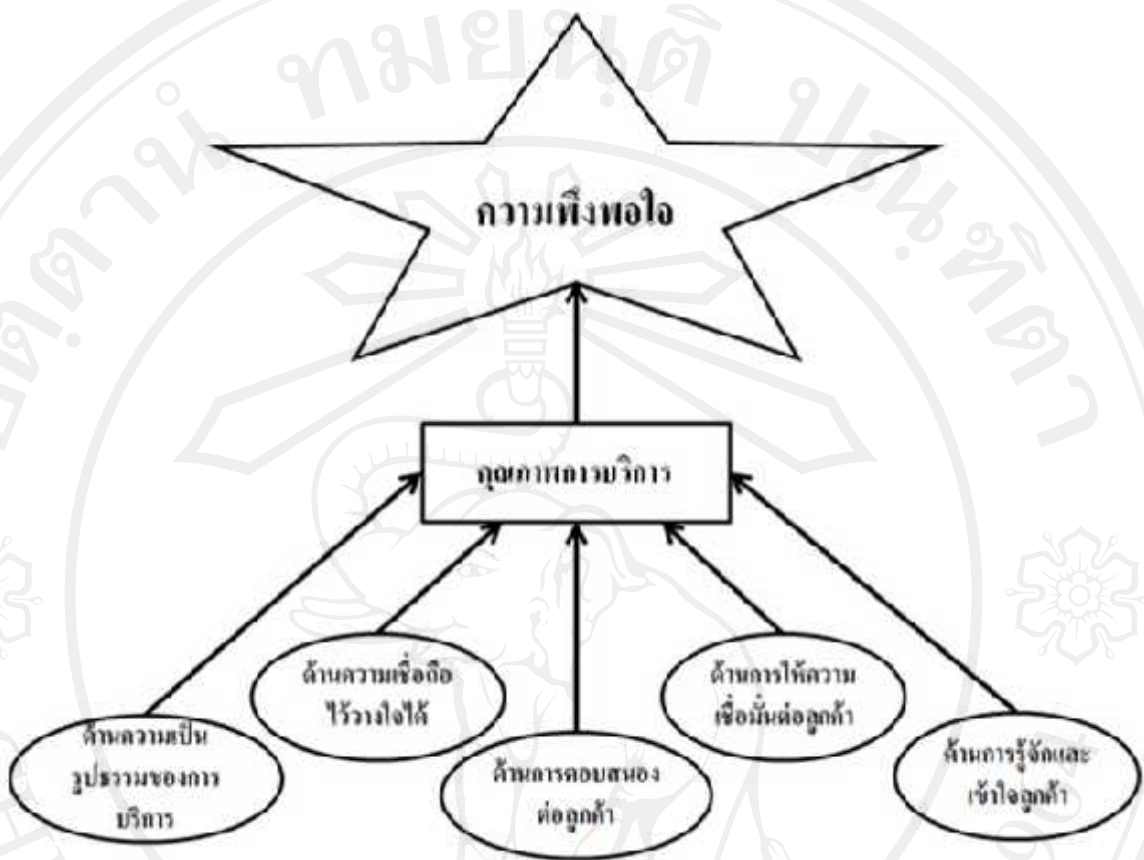 ความพึงพอใจ
คุณภาพการบริการ
ด้านความเชื่อถือ
ไว้วางใจได้
ด้านการให้ความ
เชื่อมั่นต่อลูกค้า
ด้านความเป็น
รูปธรรมของการ
บริการ
ด้านการตอบสนอง
ต่อลูกค้า
ด้านการรู้จักและ
เข้าใจลูกค้า